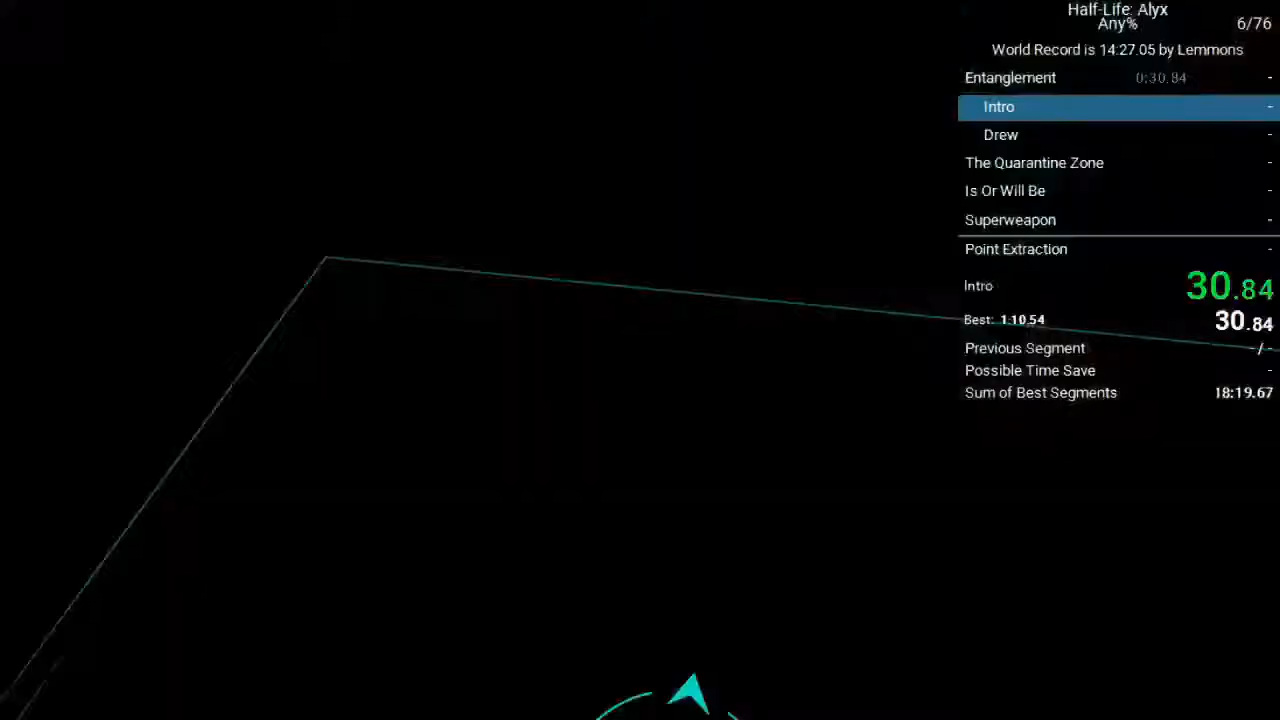 Half-Life: Alyx
Any%
6/76
World Record is 14:27.05 by Lemmons
Entanglement 0:30.84 -
Intro -
Drew -
The Quarantine Zone -
Is Or Will Be -
Superweapon -
Point Extraction -
Intro 30.84
Best: 1:10.54 30.84
Previous Segment - / -
Possible Time Save -
Sum of Best Segments 18:19.67